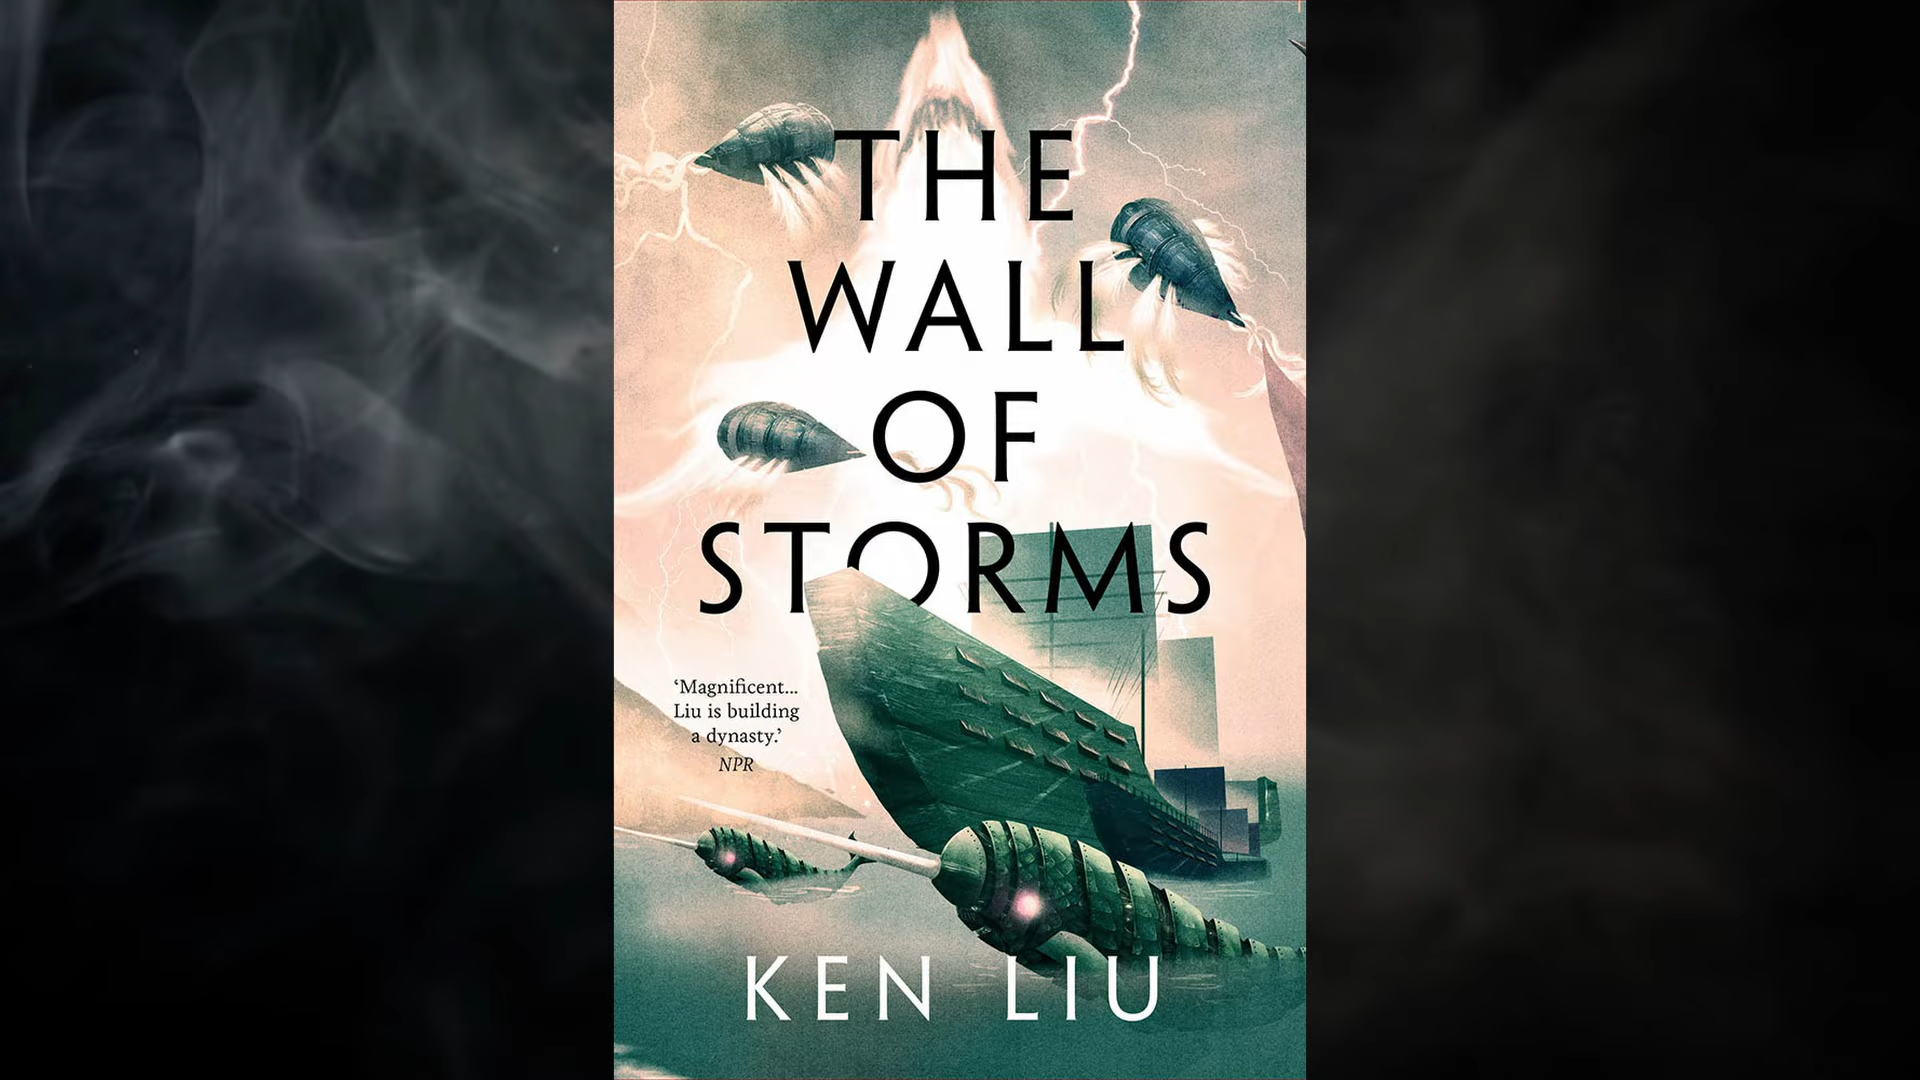 THE
WALL
OF
STORMS
‘Magnificent...
Liu is building
a dynasty.’
NPR
KEN LIU